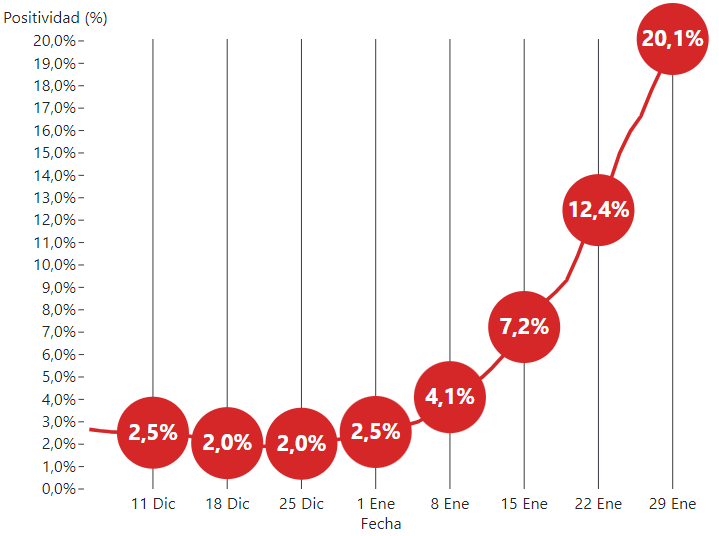 Positividad (%)
20,0%
19,0%
18,0%
17,0%
16,0%
15,0%
14,0%
13,0%
12,0%
11,0%
10,0%
9,0%
8,0%
7,0%
6,0%
5,0%
4,0%
3,0%
2,0%
1,0%
0,0%
2,5%
2,0%
2,0%
2,5%
4,1%
7,2%
12,4%
20,1%
11 Dic
18 Dic
25 Dic
1 Ene
8 Ene
15 Ene
22 Ene
29 Ene
Fecha